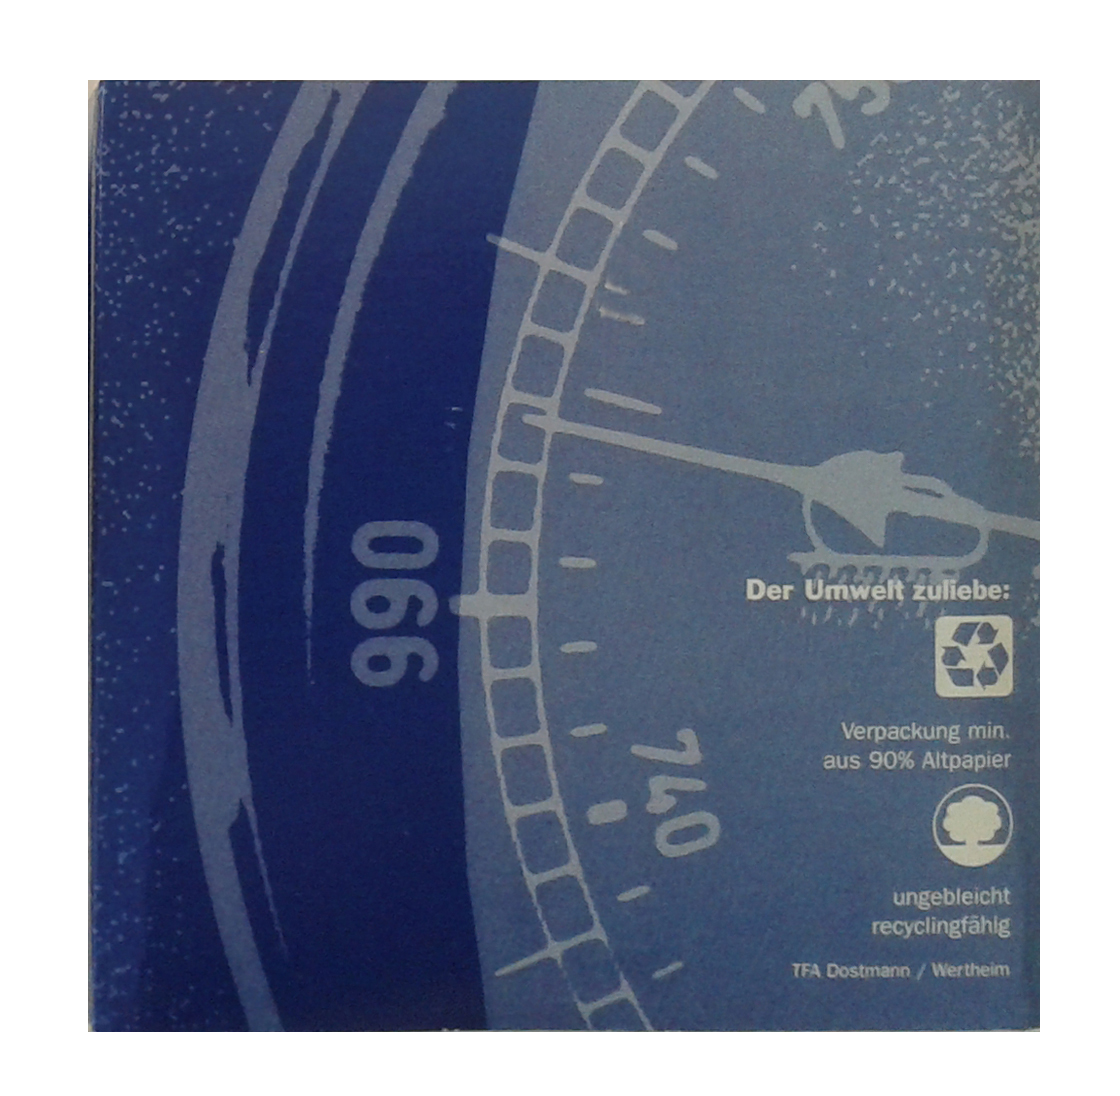 990
740
Der Umwelt zuliebe:
Verpackung min.
aus 90% Altpapier
ungebleicht
recyclingfähig
TFA Dostmann / Wertheim